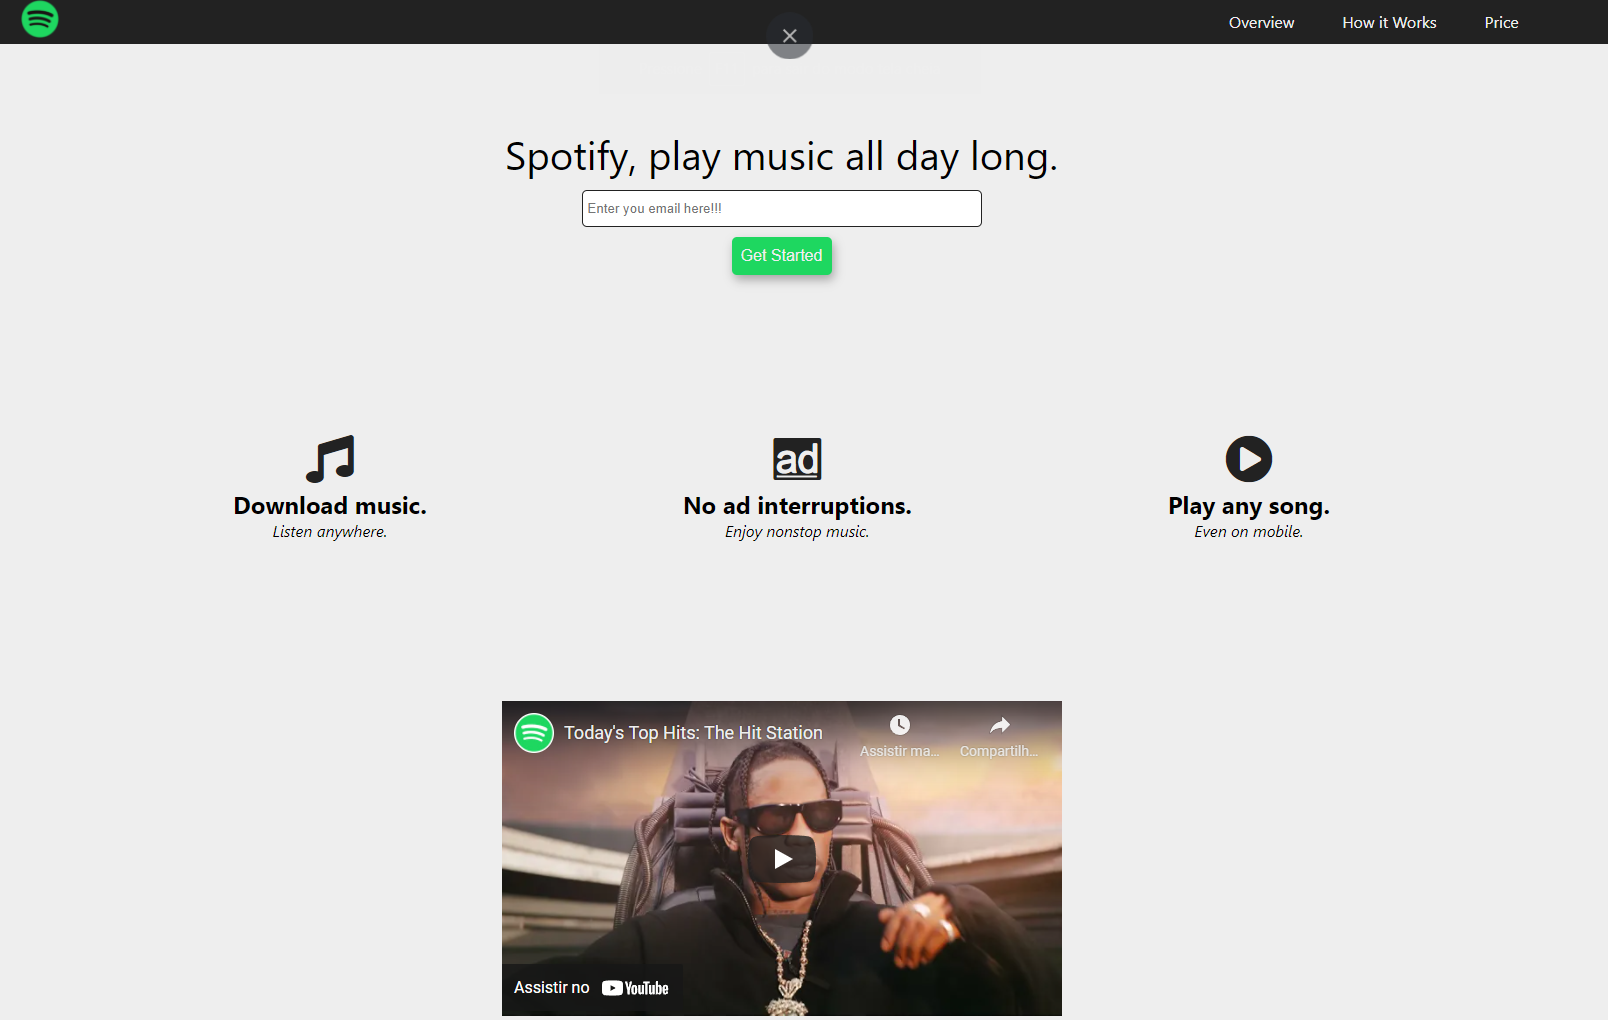 Overview How it Works Price
Spotify, play music all day long.
Enter you email here!!!
Get Started
ad
Download music. No ad interruptions. Play any song.
Listen anywhere. Enjoy nonstop music. Even on mobile.
Today's Top Hits: The Hit Station
Assistir ma... Compartilh...
Assistir no YouTube